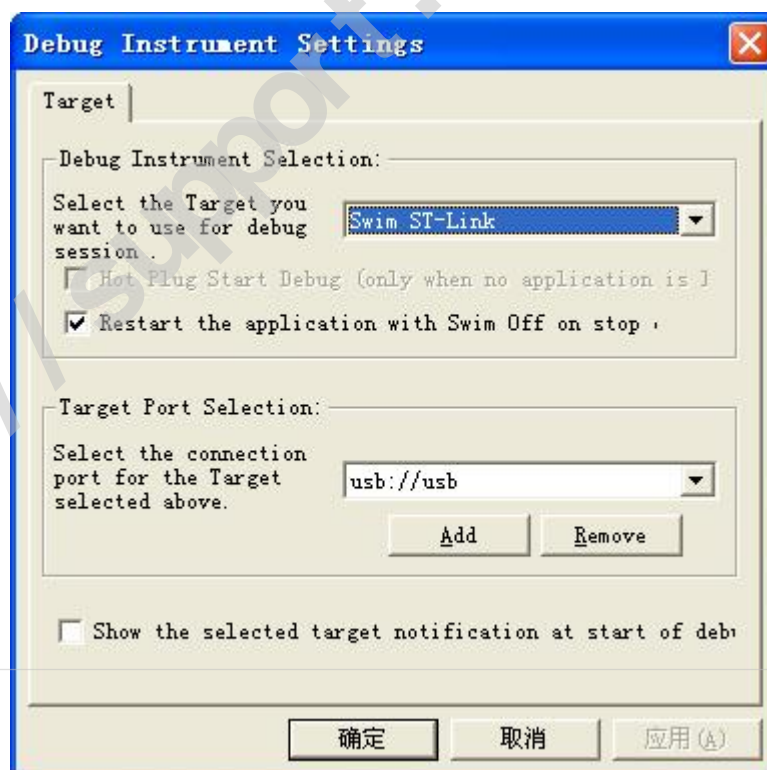 Debug Instrument Settings
Target
Debug Instrument Selection:
Select the Target you
want to use for debug
session .
Swim ST-Link
Hot Plug Start Debug (only when no application is
Restart the application with Swim Off on stop
Target Port Selection:
Select the connection
port for the Target
selected above.
usb://usb
Add
Remove
Show the selected target notification at start of
确定
取消
应用(A)
//support.